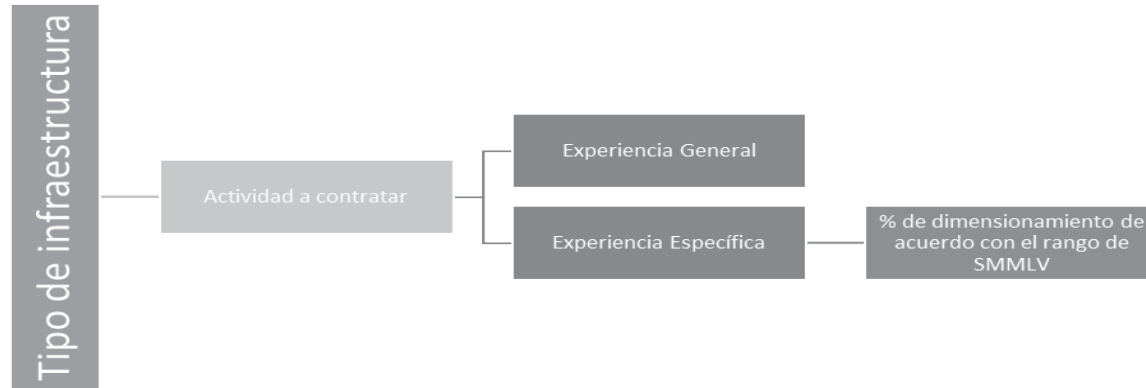 Tipo de infraestructura
Actividad a contratar
Experiencia General
Experiencia Específica
% de dimensionamiento de
acuerdo con el rango de
SMMLV